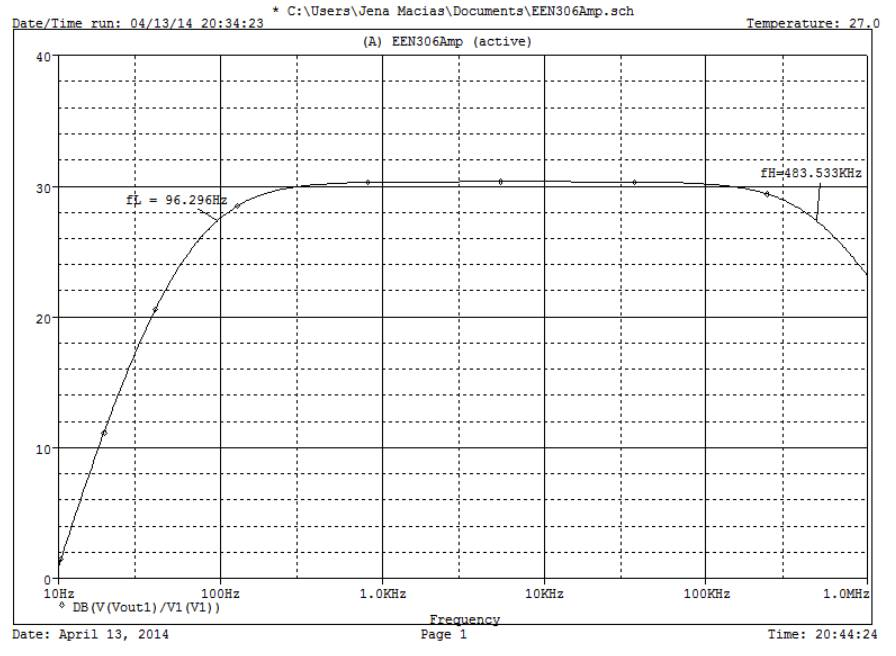 * C:\Users\Jena Macias\Documents\EEN306Amp.sch
Date/Time run: 04/13/14 20:34:23 Temperature: 27.0
(A) EEN306Amp (active)
40
fH=483.533KHz
30
fL = 96.296Hz
20
10
0
10Hz 100Hz 1.0KHz 10KHz 100KHz 1.0MHz
DB(V(Vout1)/V1(V1))
Frequency
Date: April 13, 2014 Page 1 Time: 20:44:24